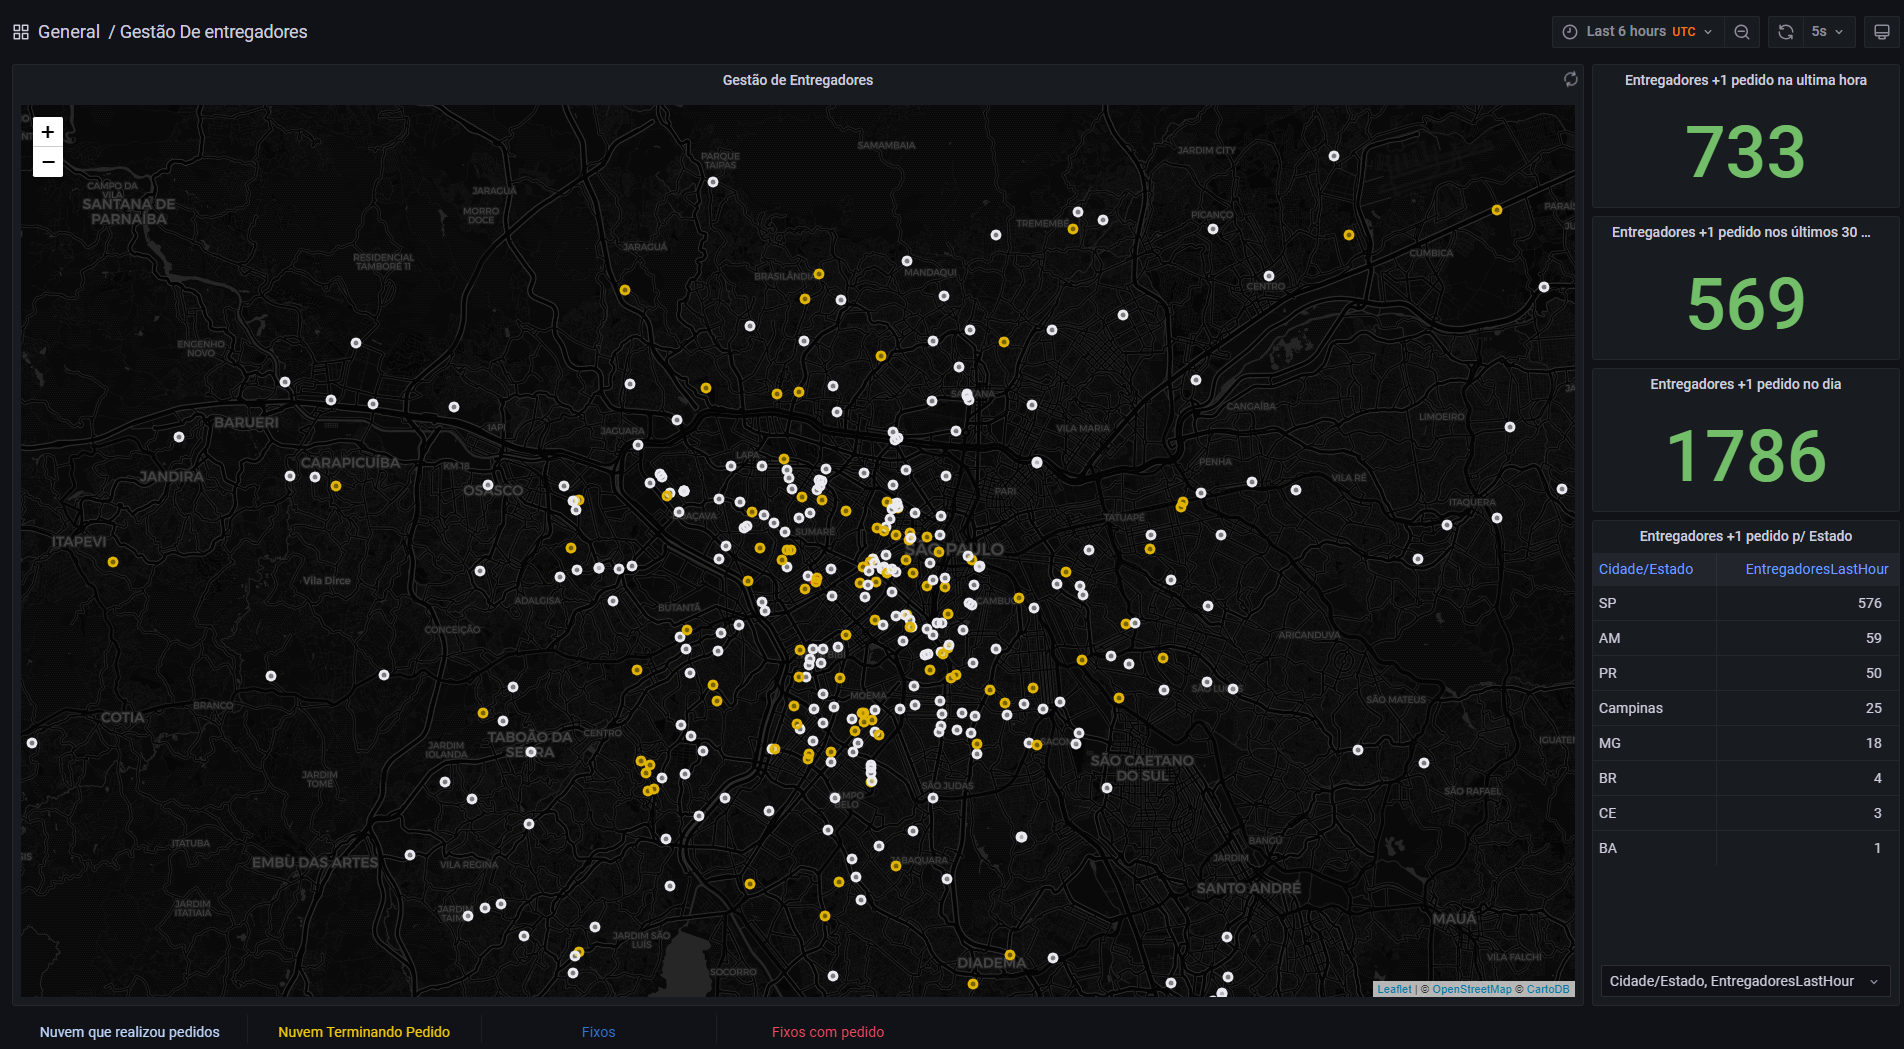 General / Gestão De entregadores
Last 6 hours UTC
5s
Gestão de Entregadores
+
−
SAMAMBAIA
PARQUE
TAIPAS
JARDIM CITY
CAMPO DA
VILA
SANTANA DE
PARNAÍBA
JARAGUÁ
MORRO
DOCE
TREMEMBÉ
PICANÇO
JARAGUÁ
RESIDENCIAL
TAMBORÉ 11
BRASILÂNDIA
MANDAQUI
CUMBICA
CENTRO
ENGENHO
NOVO
CANGAÍBA
LIMOEIRO
BARUERI
IAPI
JAGUARA
VILA MARIA
LAPA
CARAPICUÍBA
KM 18
PENHA
JANDIRA
OSASCO
PARI
VILA RÉ
ITAQUERA
TATUAPÉ
SUMARÉ
ITAPEVI
SÃO PAULO
Vila Dirce
ADALGISA
BUTANTÃ
CONCEIÇÃO
ARICANDUVA
MOEMA
SÃO MATEUS
BRANCO
COTIA
TABOÃO DA
SERRA
CENTRO
JARDIM
IOLANDA
SÃO CAETANO
DO SUL
JARDIM
TOMÉ
SÃO JUDAS
SÃO RAFAEL
CAMPO
BELO
ITATUBA
BANGÚ
JARDIM
EMBU DAS ARTES
VILA REGINA
JABAQUARA
SANTO ANDRÉ
JARDIM
ITATIAIA
MAUÁ
JARDIM SÃO
LUÍS
VILA FALCHI
DIADEMA
SOCORRO
Leaflet | © OpenStreetMap © CartoDB
Entregadores +1 pedido na ultima hora
733
Entregadores +1 pedido nos últimos 30 ...
569
Entregadores +1 pedido no dia
1786
Entregadores +1 pedido p/ Estado
Cidade/Estado EntregadoresLastHour
SP 576
AM 59
PR 50
Campinas 25
MG 18
BR 4
CE 3
BA 1
Cidade/Estado, EntregadoresLastHour
Nuvem que realizou pedidos
Nuvem Terminando Pedido
Fixos
Fixos com pedido